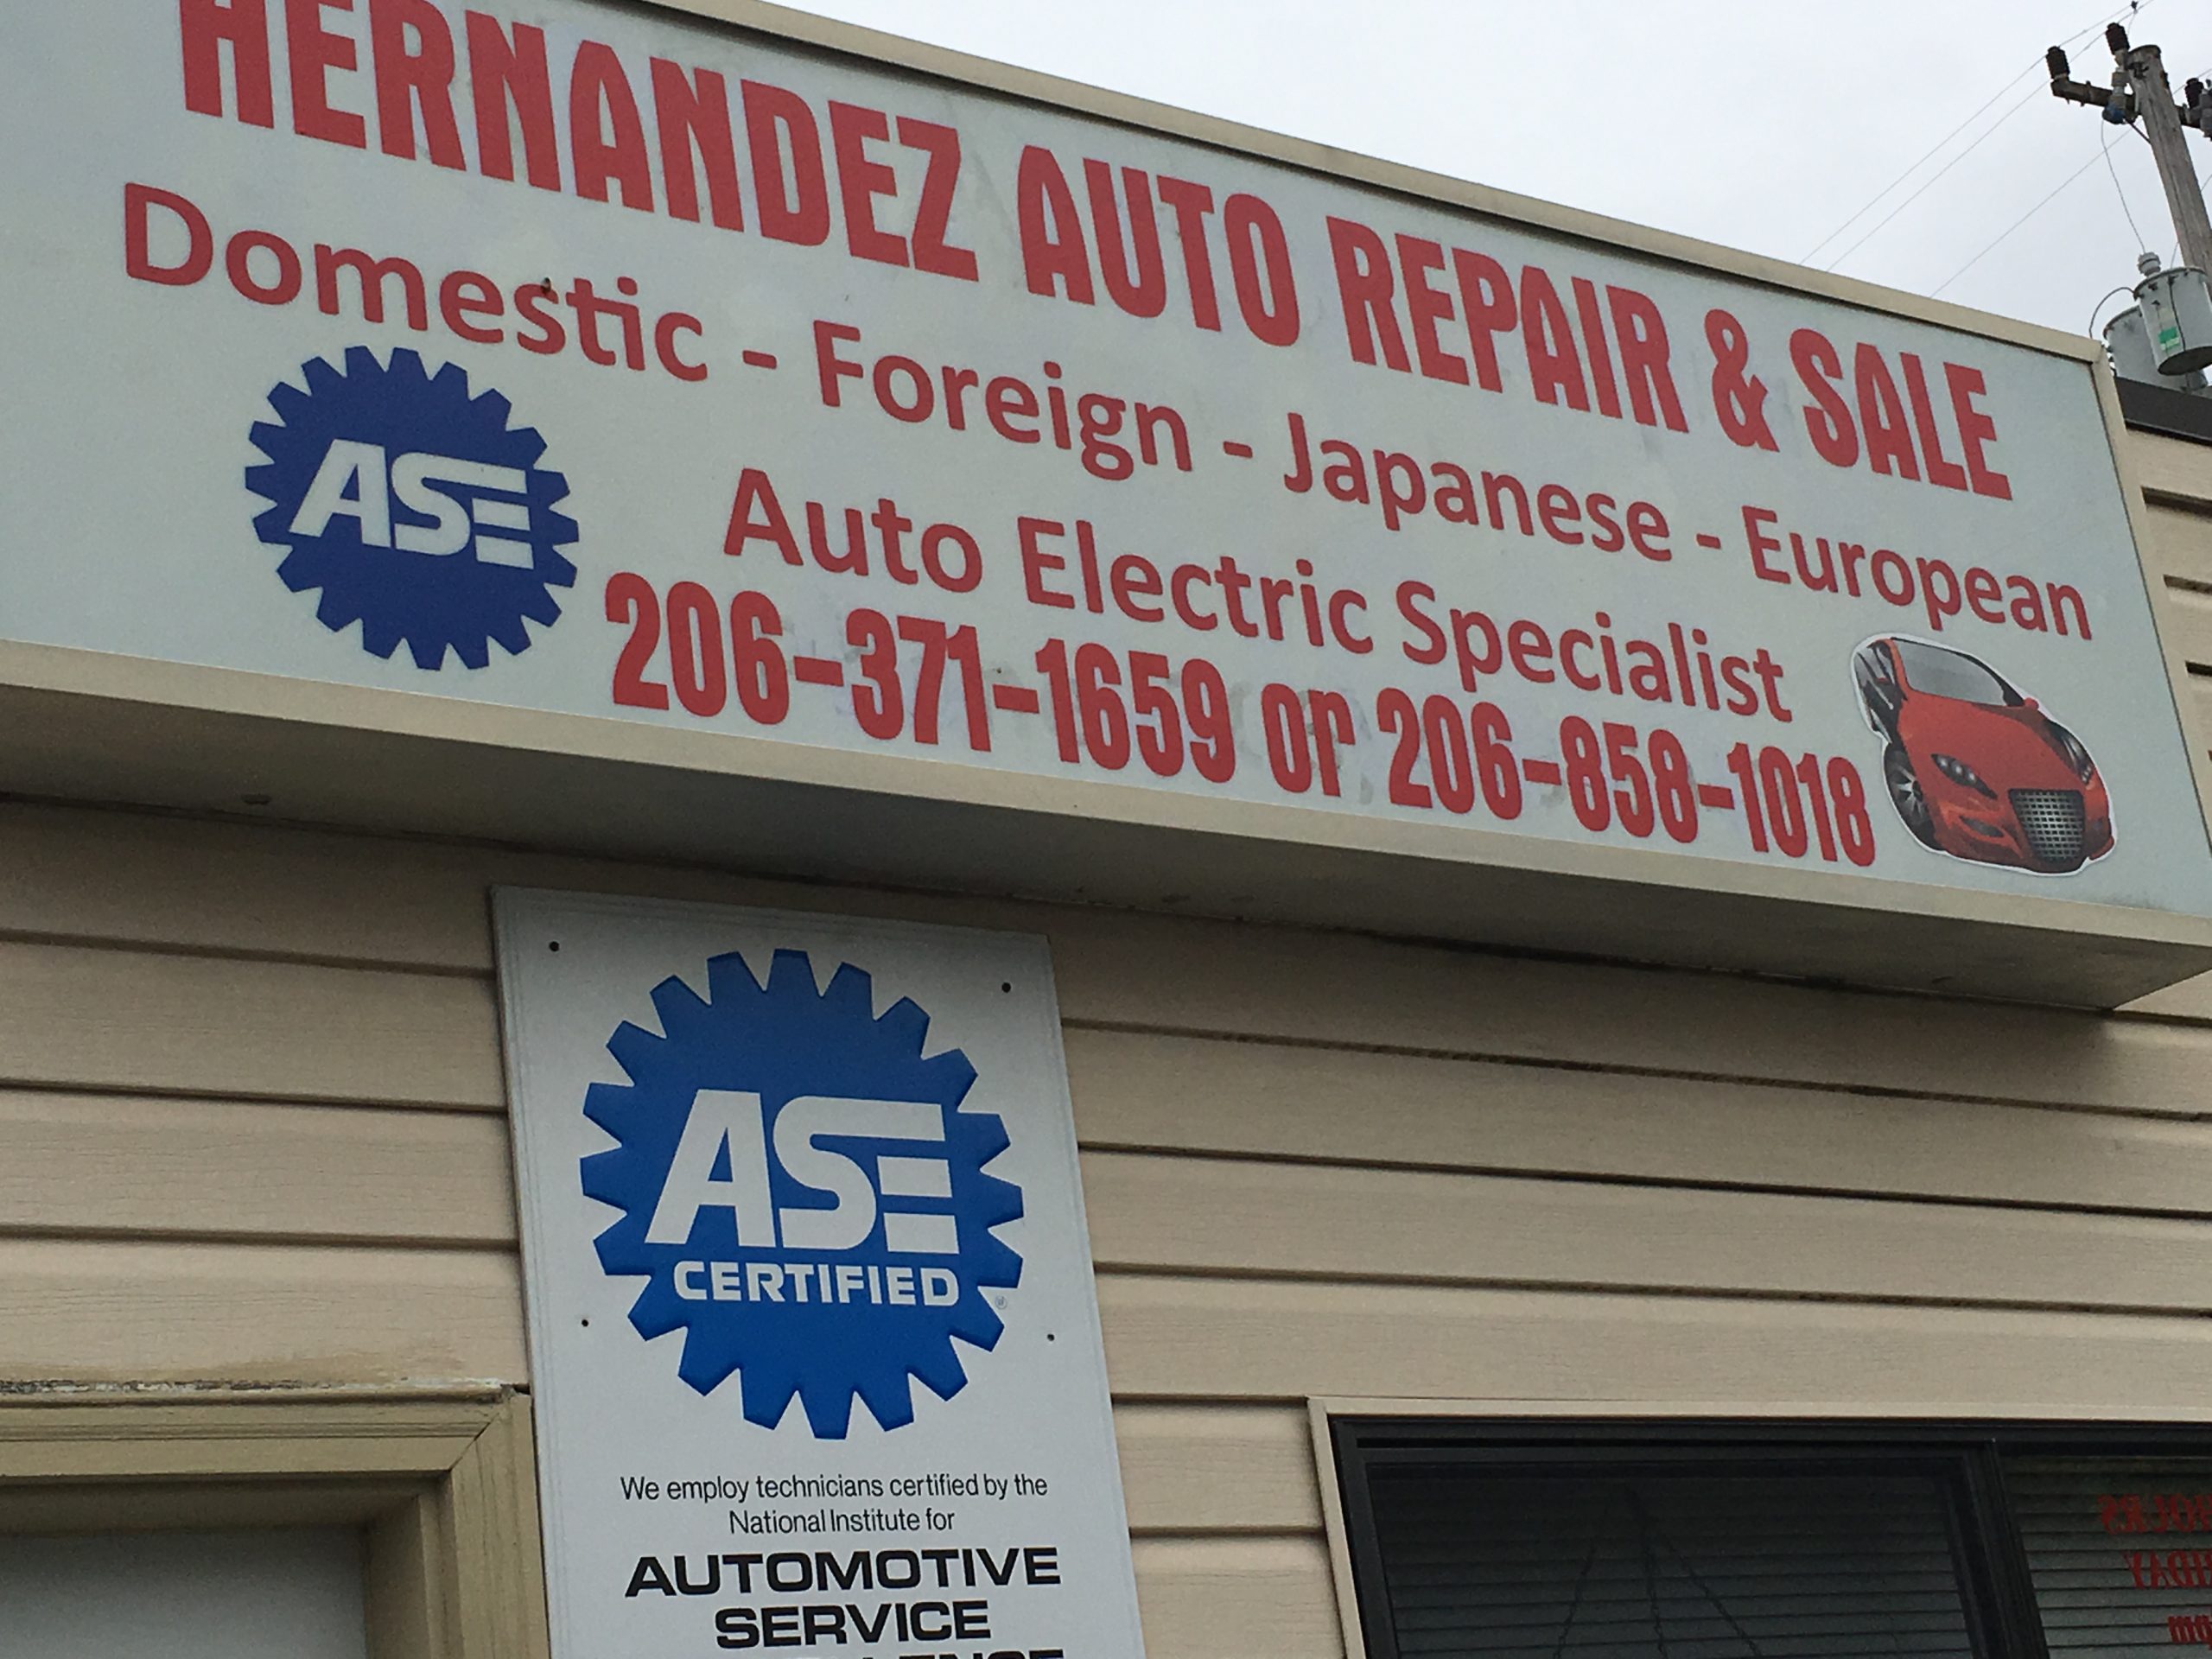 HERNANDEZ AUTO REPAIR & SALE
Domestic - Foreign - Japanese - European
ASE
Auto Electric Specialist
206-371-1659 or 206-858-1018
ASE
CERTIFIED
We employ technicians certified by the
National Institute for
AUTOMOTIVE
SERVICE